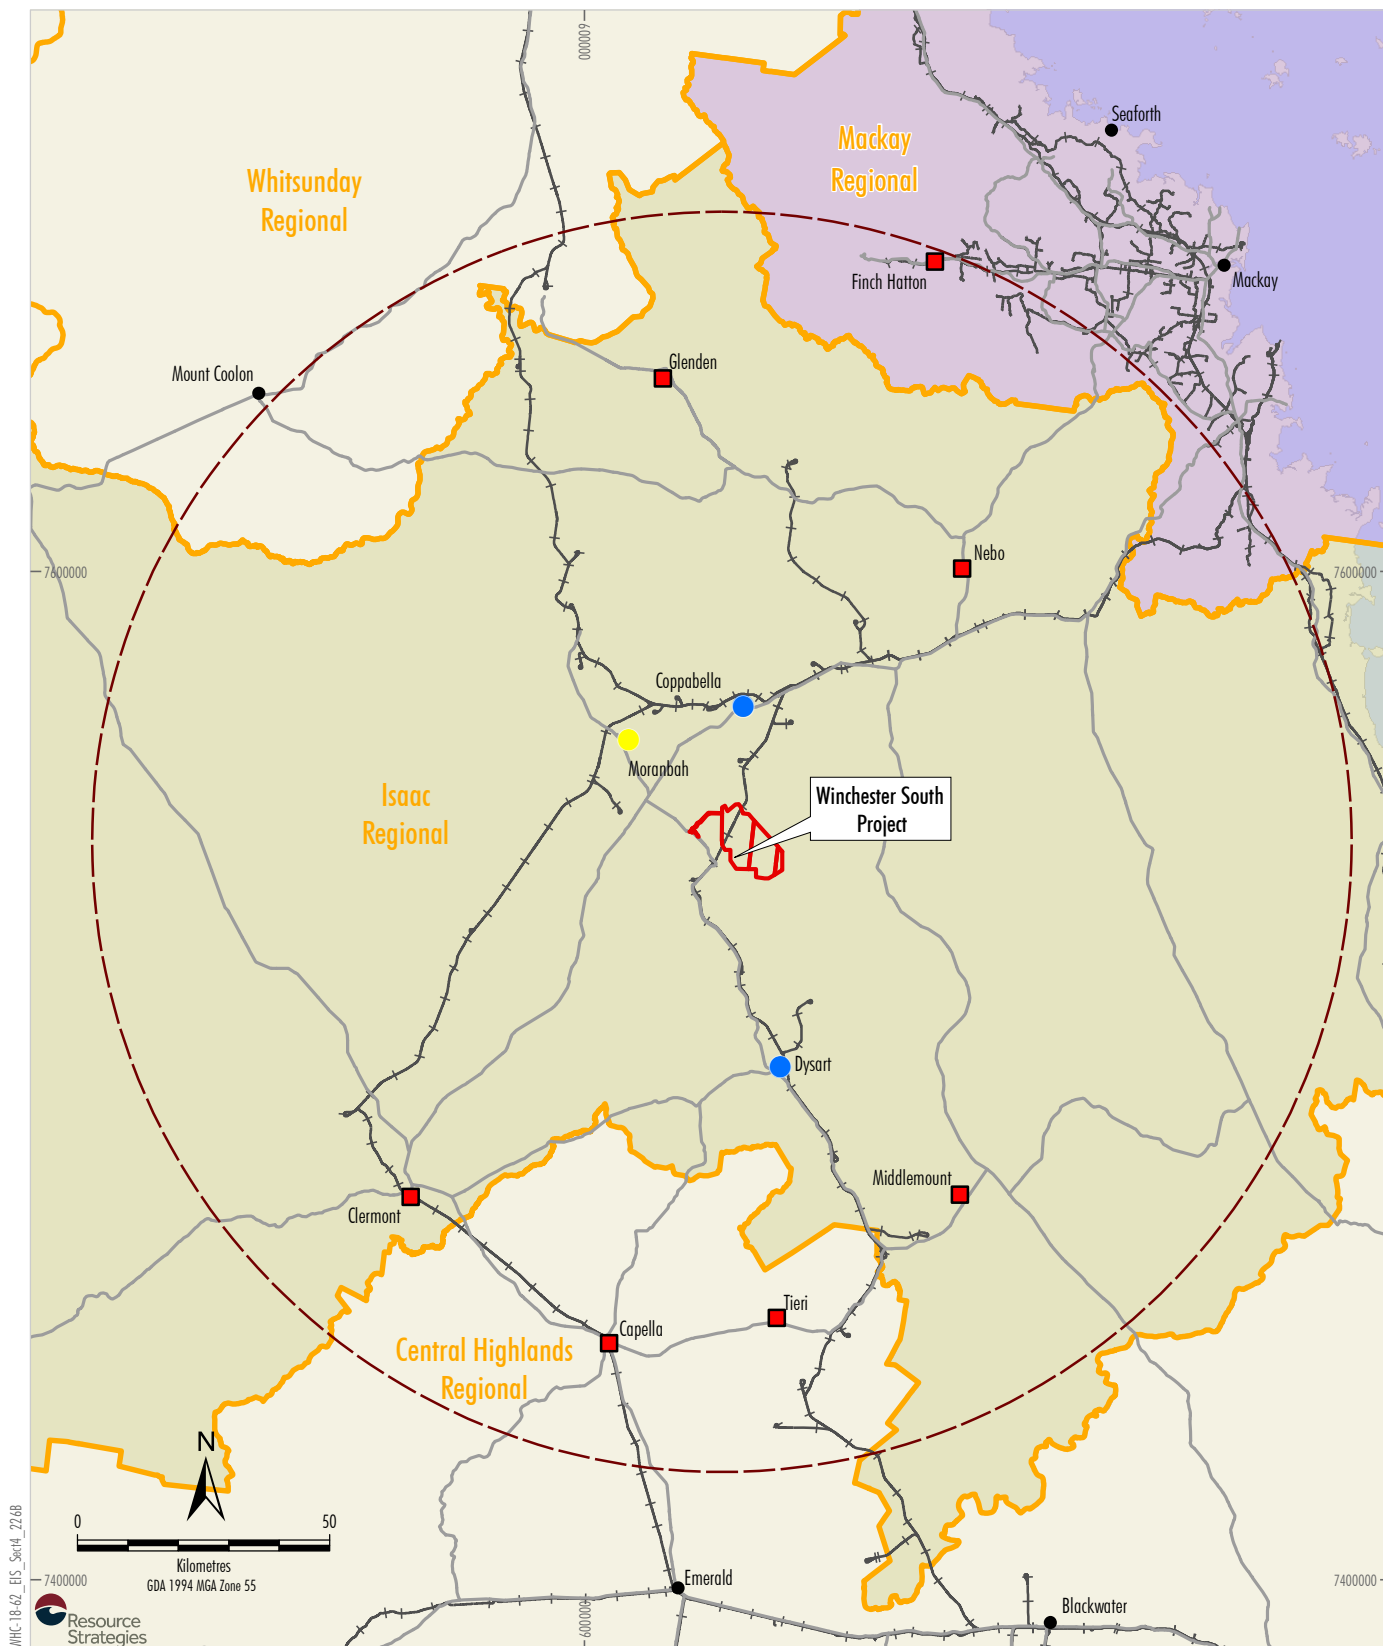 600000
Seaforth
Mackay
Regional
Whitsunday
Regional
Finch Hatton
Mackay
Glenden
Mount Coolon
Nebo
7600000
7600000
Coppabella
Moranbah
Isaac
Regional
Winchester South
Project
Dysart
Middlemount
Clermont
Tieri
Capella
Central Highlands
Regional
N
0
50
Kilometres
GDA 1994 MGA Zone 55
7400000
7400000
Emerald
Blackwater
600000
Resource
Strategies
WHC-18-62_EIS_Sect4_226B